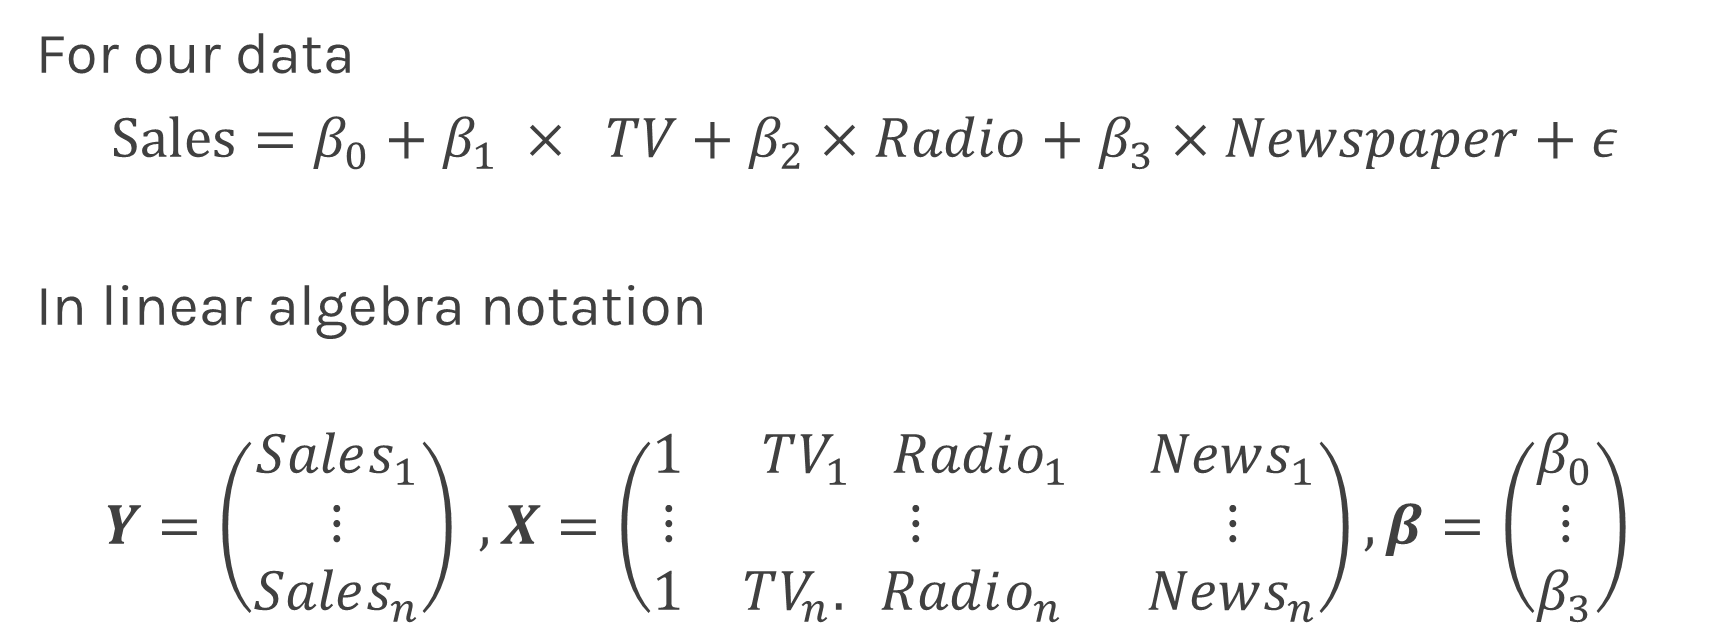 For our data
Sales = β₀ + β₁ × TV + β₂ × Radio + β₃ × Newspaper + ϵ
In linear algebra notation
Sales₁ 1 TV₁ Radio₁ News₁ β₀
Y = ( ⋮ ) , X = ( ⋮ ⋮ ⋮ ) , β = ( ⋮ )
Salesₙ 1 TVₙ. Radioₙ Newsₙ β₃